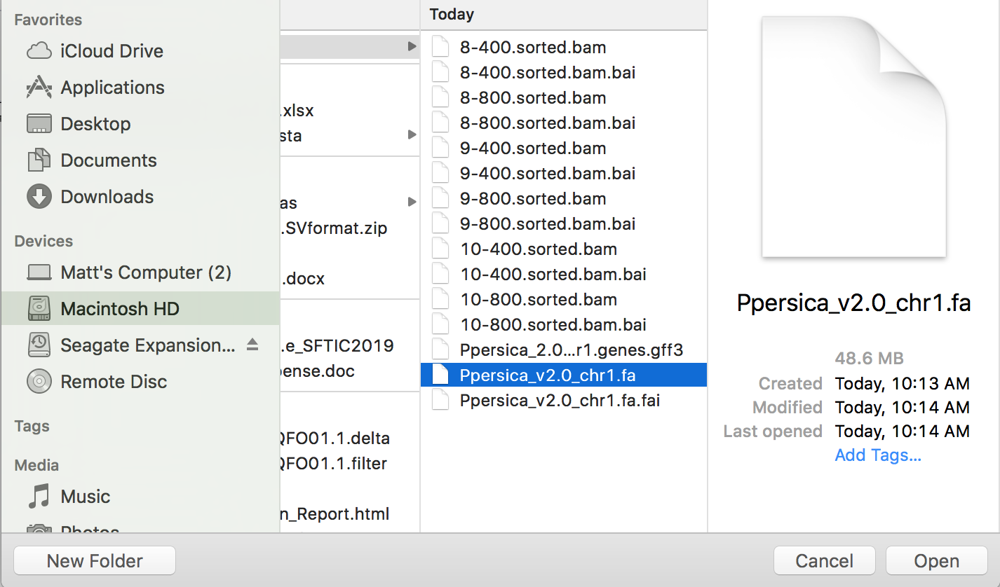 Favorites
iCloud Drive
Applications
Desktop
Documents
Downloads
Devices
Matt's Computer (2)
Macintosh HD
Seagate Expansion...
Remote Disc
Tags
Media
Music
Photos
.xlsx
sta
as
.SVformat.zip
.docx
.e_SFTIC2019
ense.doc
QFO01.1.delta
QFO01.1.filter
n_Report.html
Today
8-400.sorted.bam
8-400.sorted.bam.bai
8-800.sorted.bam
8-800.sorted.bam.bai
9-400.sorted.bam
9-400.sorted.bam.bai
9-800.sorted.bam
9-800.sorted.bam.bai
10-400.sorted.bam
10-400.sorted.bam.bai
10-800.sorted.bam
10-800.sorted.bam.bai
Ppersica_2.0...r1.genes.gff3
Ppersica_v2.0_chr1.fa
Ppersica_v2.0_chr1.fa.fai
Ppersica_v2.0_chr1.fa
48.6 MB
Created Today, 10:13 AM
Modified Today, 10:14 AM
Last opened Today, 10:14 AM
Add Tags...
New Folder
Cancel
Open